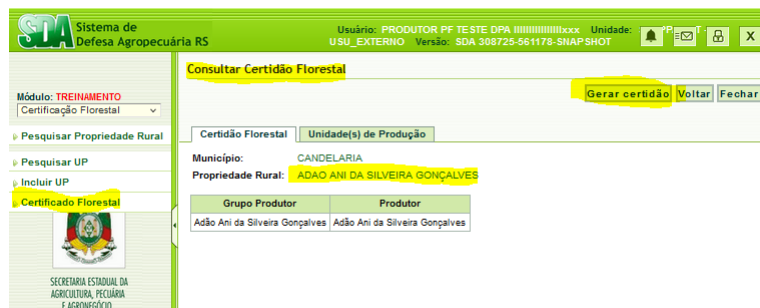 SDA Sistema de
Defesa Agropecuária RS
Usuário: PRODUTOR PF TESTE DPA Unidade:
USU_EXTERNO Versão: SDA 308725-561178-SNAPSHOT
X
Consultar Certidão Florestal
Gerar certidão Voltar Fechar
Módulo: TREINAMENTO
Certificação Florestal
Pesquisar Propriedade Rural
Pesquisar UP
Incluir UP
Certificado Florestal
SECRETARIA ESTADUAL DA
AGRICULTURA, PECUÁRIA
E AGRONEGÓCIO
Certidão Florestal Unidade(s) de Produção
Município: CANDELARIA
Propriedade Rural: ADAO ANI DA SILVEIRA GONÇALVES
Grupo Produtor Produtor
Adão Ani da Silveira Gonçalves Adão Ani da Silveira Gonçalves